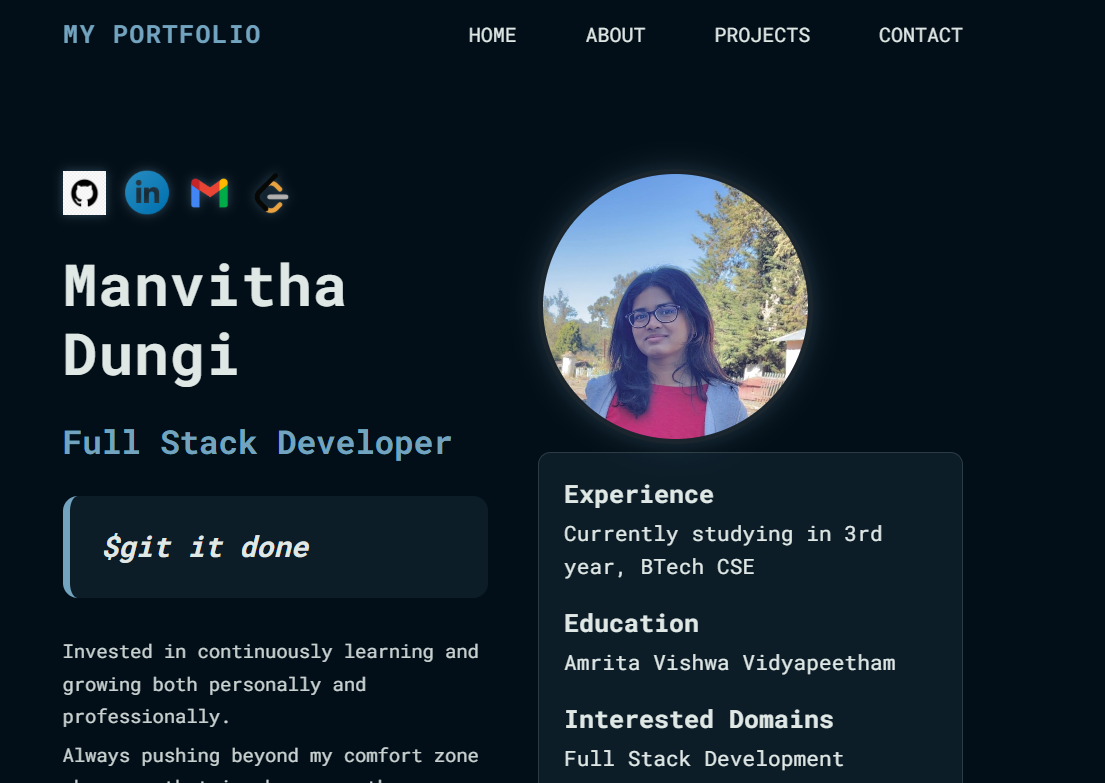 MY PORTFOLIO
HOME
ABOUT
PROJECTS
CONTACT
in
Manvitha
Dungi
Full Stack Developer
$git it done
Invested in continuously learning and
growing both personally and
professionally.
Always pushing beyond my comfort zone
Experience
Currently studying in 3rd
year, BTech CSE
Education
Amrita Vishwa Vidyapeetham
Interested Domains
Full Stack Development